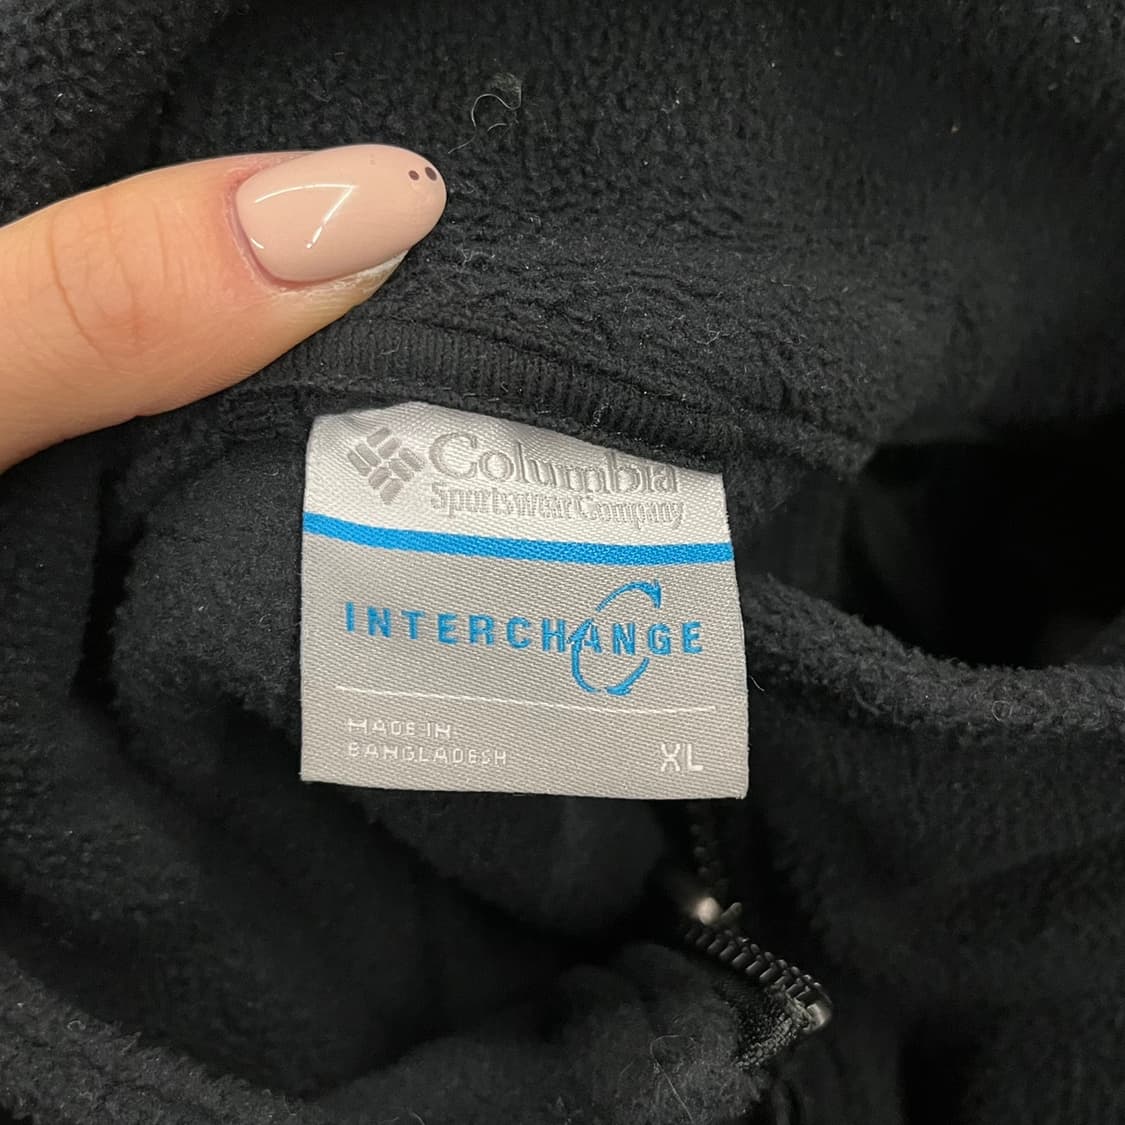 Columbia
Sportswear Company
INTERCHANGE
MADE IN
BANGLADESH
XL